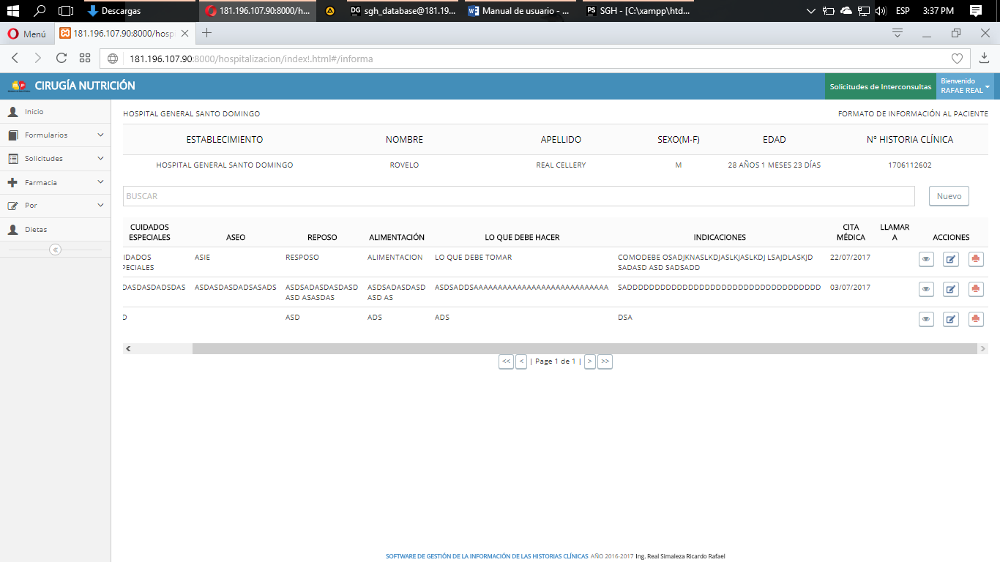 Descargas
181.196.107.90:8000/h...
DG sgh_database@181.19...
Manual de usuario - ...
PS SGH - [C:\xampp\htd...
ESP
3:37 PM
Menú
181.196.107.90:8000/hospi
181.196.107.90:8000/hospitalizacion/index!.html#/informa
CIRUGÍA NUTRICIÓN
Solicitudes de Interconsultas
Bienvenido
RAFAE REAL
Inicio
Formularios
Solicitudes
Farmacia
Por
Dietas
HOSPITAL GENERAL SANTO DOMINGO
FORMATO DE INFORMACIÓN AL PACIENTE
ESTABLECIMIENTO NOMBRE APELLIDO SEXO(M-F) EDAD Nº HISTORIA CLÍNICA
HOSPITAL GENERAL SANTO DOMINGO ROVELO REAL CELLERY M 28 AÑOS 1 MESES 23 DÍAS 1706112602
BUSCAR
Nuevo
CUIDADOS
ESPECIALES
ASEO
REPOSO
ALIMENTACIÓN
LO QUE DEBE HACER
INDICACIONES
CITA
MÉDICA
LLAMAR
A
ACCIONES
IDADOS
PECIALES
ASIE
RESPOSO
ALIMENTACION
LO QUE DEBE TOMAR
COMODEBE OSADJKNASLKDJASLKJASLKDJ LSAJDLASKJD
SADASD ASD SADSADD
22/07/2017
DASDASDADSDAS
ASDASDASDADSASADS
ASDSADASDASDASD
ASD ASASDAS
ASDSADASDASD
ASD AS
ASDSADDSAAAAAAAAAAAAAAAAAAAAAAAAAAAA
SADDDDDDDDDDDDDDDDDDDDDDDDDDDDDDDDDDDDD
03/07/2017
D
ASD
ADS
ADS
DSA
<< < | Page 1 de 1 | > >>
SOFTWARE DE GESTIÓN DE LA INFORMACIÓN DE LAS HISTORIAS CLÍNICAS AÑO 2016-2017 Ing. Real Simaleza Ricardo Rafael